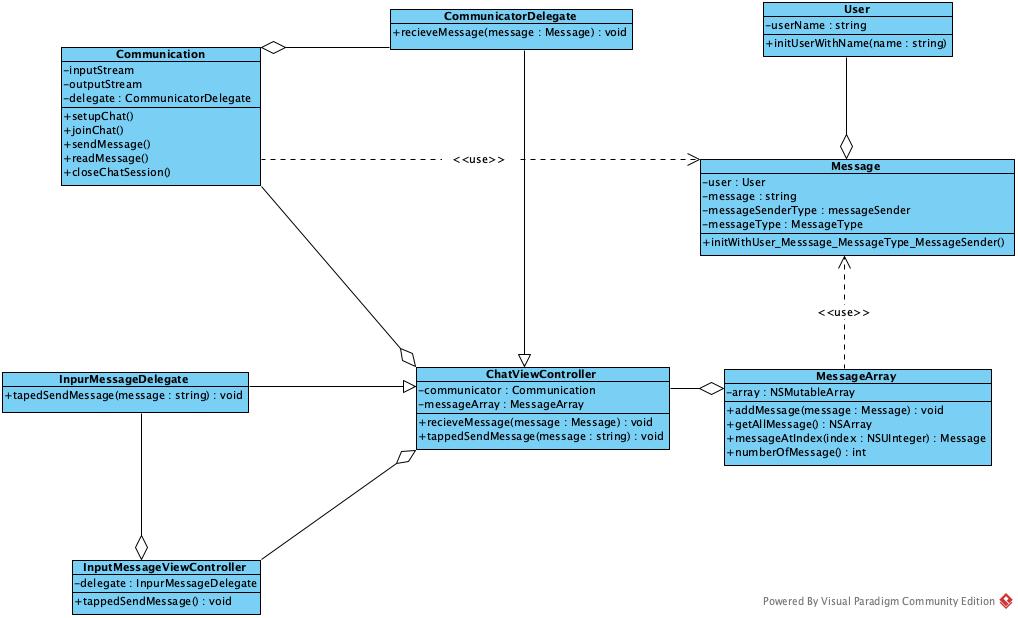 CommunicatorDelegate
+recieveMessage(message : Message) : void
User
-userName : string
+initUserWithName(name : string)
Communication
-inputStream
-outputStream
-delegate : CommunicatorDelegate
+setupChat()
+joinChat()
+sendMessage()
+readMessage()
+closeChatSession()
<<use>>
Message
-user : User
-message : string
-messageSenderType : messageSender
-messageType : MessageType
+initWithUser_Messsage_MessageType_MessageSender()
<<use>>
InpurMessageDelegate
+tapedSendMessage(message : string) : void
ChatViewController
-communicator : Communication
-messageArray : MessageArray
+recieveMessage(message : Message) : void
+tappedSendMessage(message : string) : void
MessageArray
-array : NSMutableArray
+addMessage(message : Message) : void
+getAllMessage() : NSArray
+messageAtIndex(index : NSUInteger) : Message
+numberOfMessage() : int
InputMessageViewController
-delegate : InpurMessageDelegate
+tappedSendMessage() : void
Powered By Visual Paradigm Community Edition